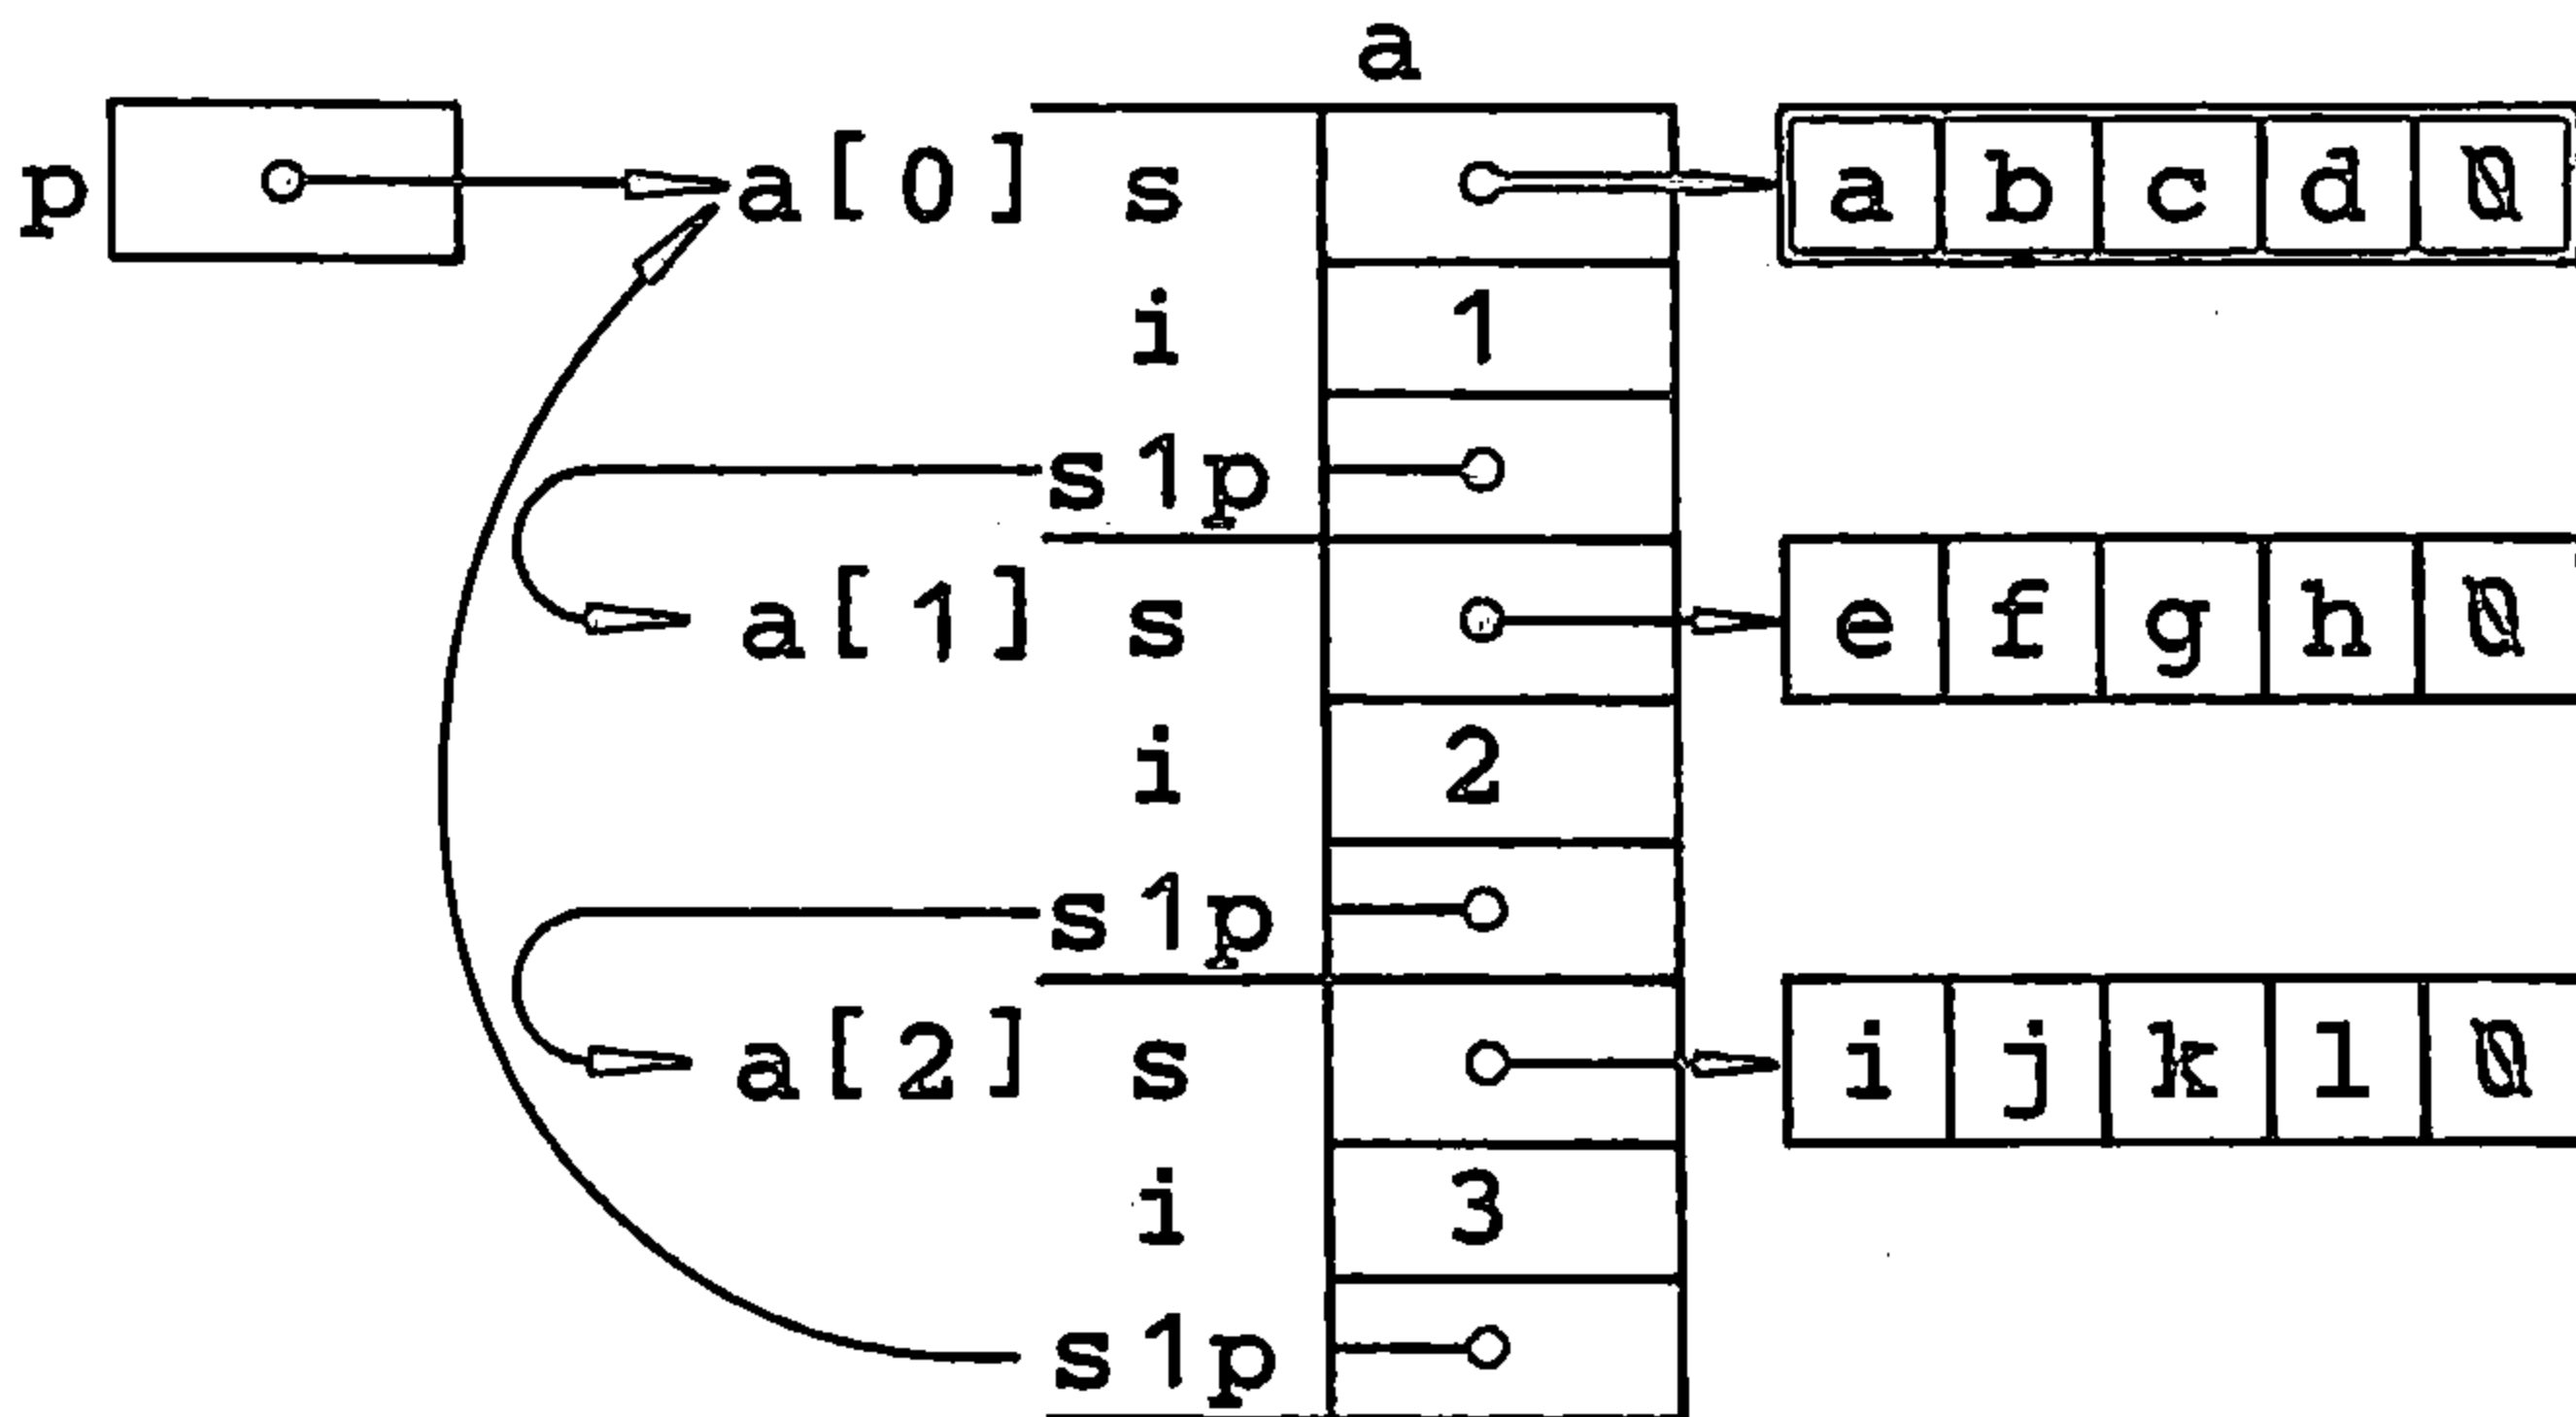 a
p a[0] s a b c d 0
i 1
s1p
a[1] s e f g h 0
i 2
s1p
a[2] s i j k l 0
i 3
s1p